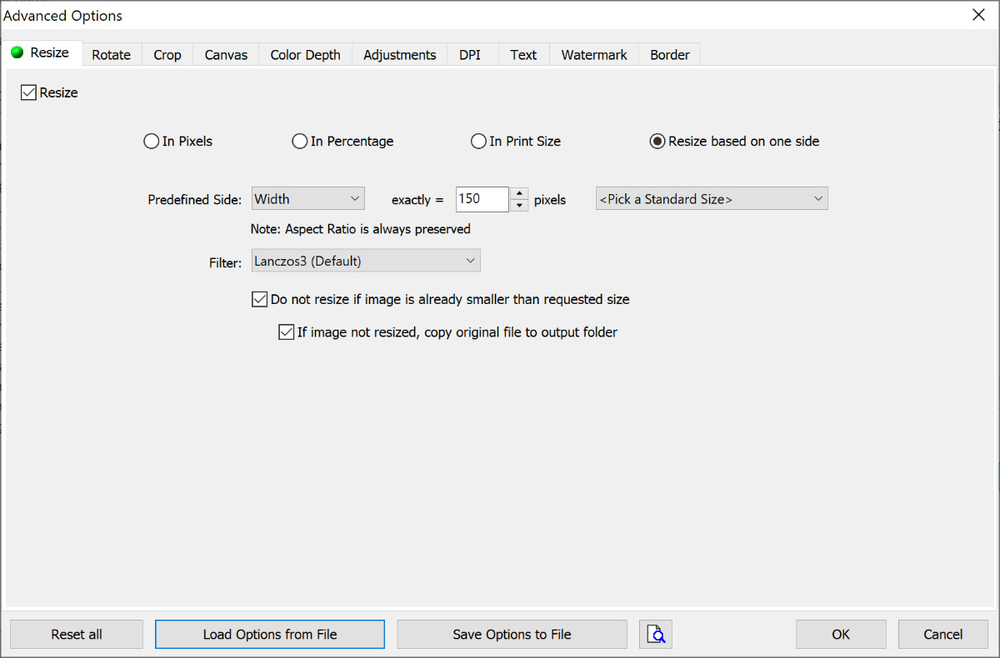 Advanced Options
Resize Rotate Crop Canvas Color Depth Adjustments DPI Text Watermark Border
Resize
In Pixels In Percentage In Print Size Resize based on one side
Predefined Side: Width exactly = 150 pixels <Pick a Standard Size>
Note: Aspect Ratio is always preserved
Filter: Lanczos3 (Default)
Do not resize if image is already smaller than requested size
If image not resized, copy original file to output folder
Reset all Load Options from File Save Options to File OK Cancel